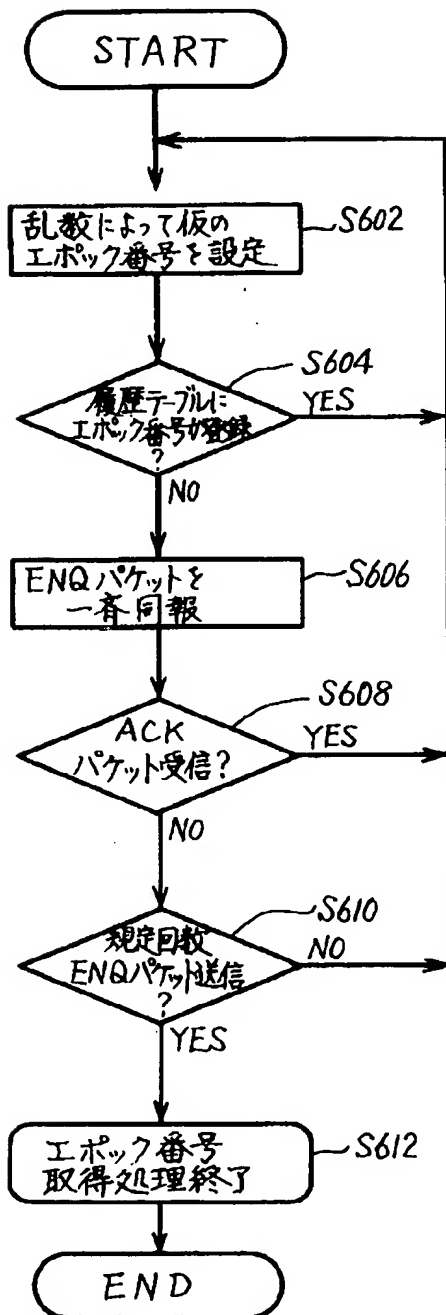 START
乱数によって仮の
エポック番号を設定
S602
履歴テーブルに
エポック番号が登録
?
S604
YES
NO
ENQパケットを
一斉同報
S606
ACK
パケット受信?
S608
YES
NO
規定回数
ENQパケット送信
?
S610
NO
YES
エポック番号
取得処理終了
S612
END